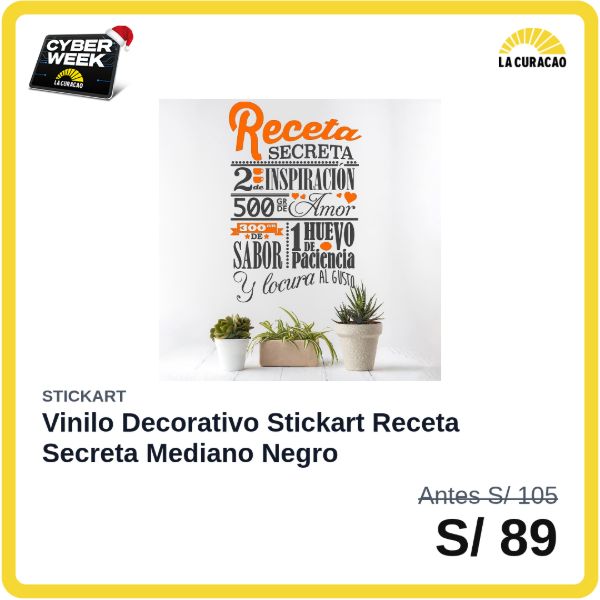 CYBER
WEEK
LA CURACAO
LA CURACAO
Receta
SECRETA
2 de INSPIRACIÓN
500 GR DE Amor
300 GR DE SABOR
1 HUEVO DE Paciencia
Y locura AL GUSTO
STICKART
Vinilo Decorativo Stickart Receta
Secreta Mediano Negro
Antes S/ 105
S/ 89